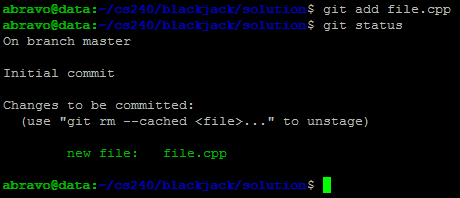 abravo@data:~/cs240/blackjack/solution$ git add file.cpp
abravo@data:~/cs240/blackjack/solution$ git status
On branch master
Initial commit
Changes to be committed:
  (use "git rm --cached <file>..." to unstage)
        new file:   file.cpp
abravo@data:~/cs240/blackjack/solution$